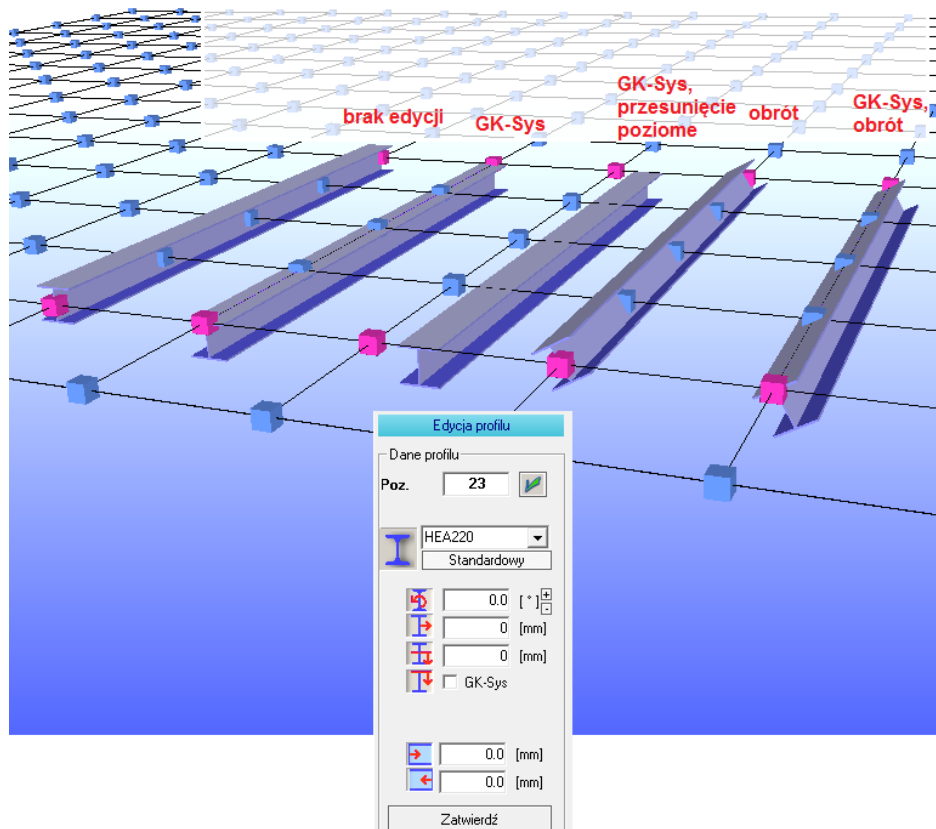 brak edycji
GK-Sys
GK-Sys,
przesunięcie
poziome
obrót
GK-Sys,
obrót
Edycja profilu
Dane profilu
Poz. 23
HEA220
Standardowy
0.0 [ ° ] + -
0 [mm]
0 [mm]
GK-Sys
0.0 [mm]
0.0 [mm]
Zatwierdź